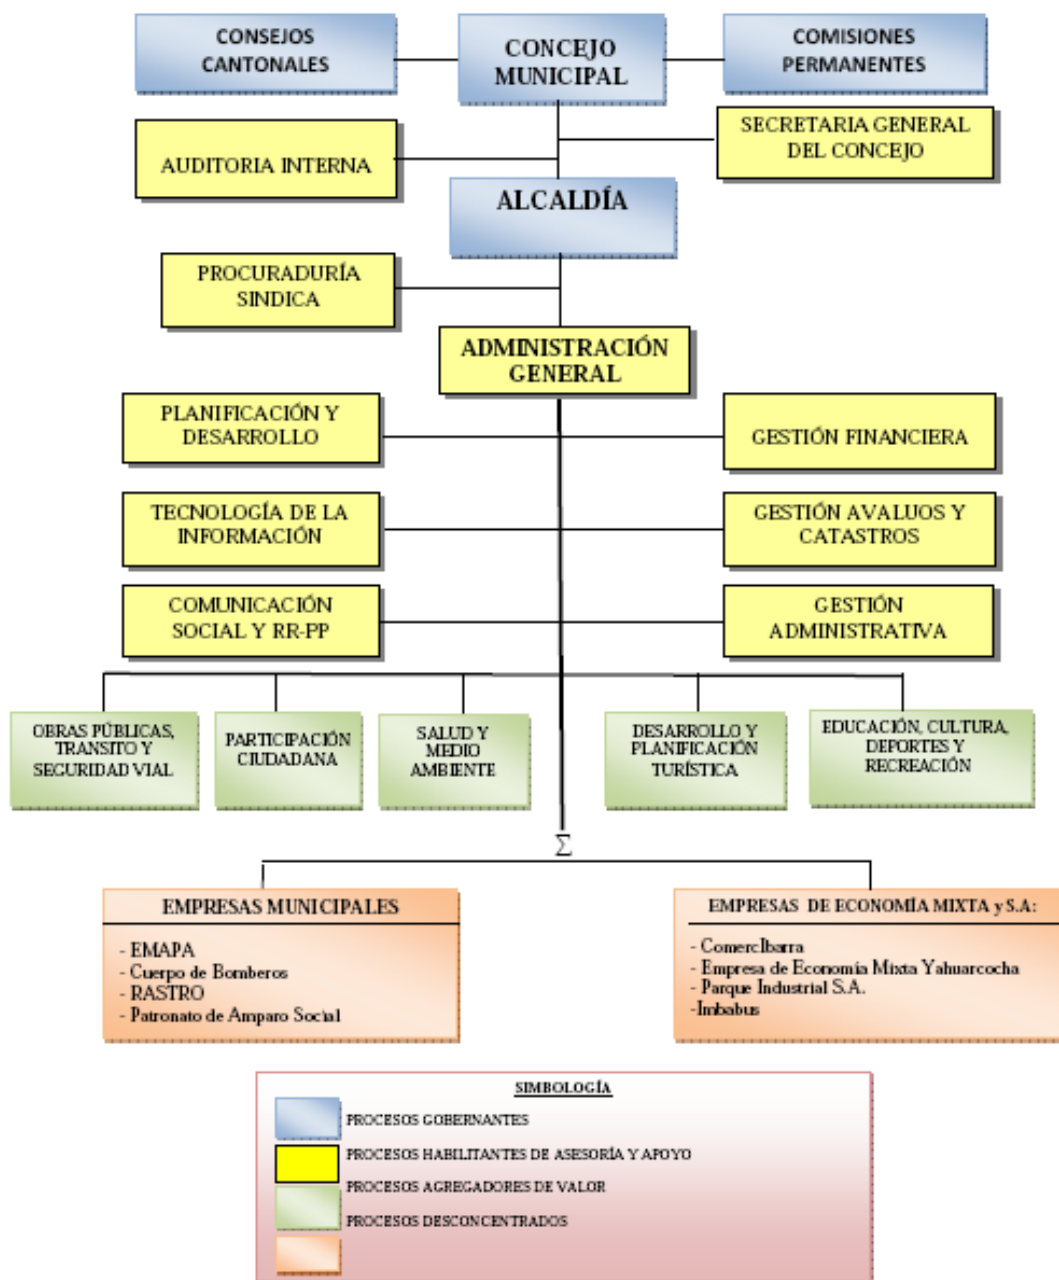 CONSEJOS
CANTONALES
CONCEJO
MUNICIPAL
COMISIONES
PERMANENTES
AUDITORIA INTERNA
SECRETARIA GENERAL
DEL CONCEJO
ALCALDÍA
PROCURADURÍA
SINDICA
ADMINISTRACIÓN
GENERAL
PLANIFICACIÓN Y
DESARROLLO
GESTIÓN FINANCIERA
TECNOLOGÍA DE LA
INFORMACIÓN
GESTIÓN AVALUOS Y
CATASTROS
COMUNICACIÓN
SOCIAL Y RR-PP
GESTIÓN
ADMINISTRATIVA
OBRAS PÚBLICAS,
TRANSITO Y
SEGURIDAD VIAL
PARTICIPACIÓN
CIUDADANA
SALUD Y
MEDIO
AMBIENTE
DESARROLLO Y
PLANIFICACIÓN
TURÍSTICA
EDUCACIÓN, CULTURA,
DEPORTES Y
RECREACIÓN
Σ
EMPRESAS MUNICIPALES
- EMAPA
- Cuerpo de Bomberos
- RASTRO
- Patronato de Amparo Social
EMPRESAS DE ECONOMÍA MIXTA y S.A:
- ComercIbarra
- Empresa de Economía Mixta Yahuarcocha
- Parque Industrial S.A.
-Imbabus
SIMBOLOGÍA
PROCESOS GOBERNANTES
PROCESOS HABILITANTES DE ASESORÍA Y APOYO
PROCESOS AGREGADORES DE VALOR
PROCESOS DESCONCENTRADOS